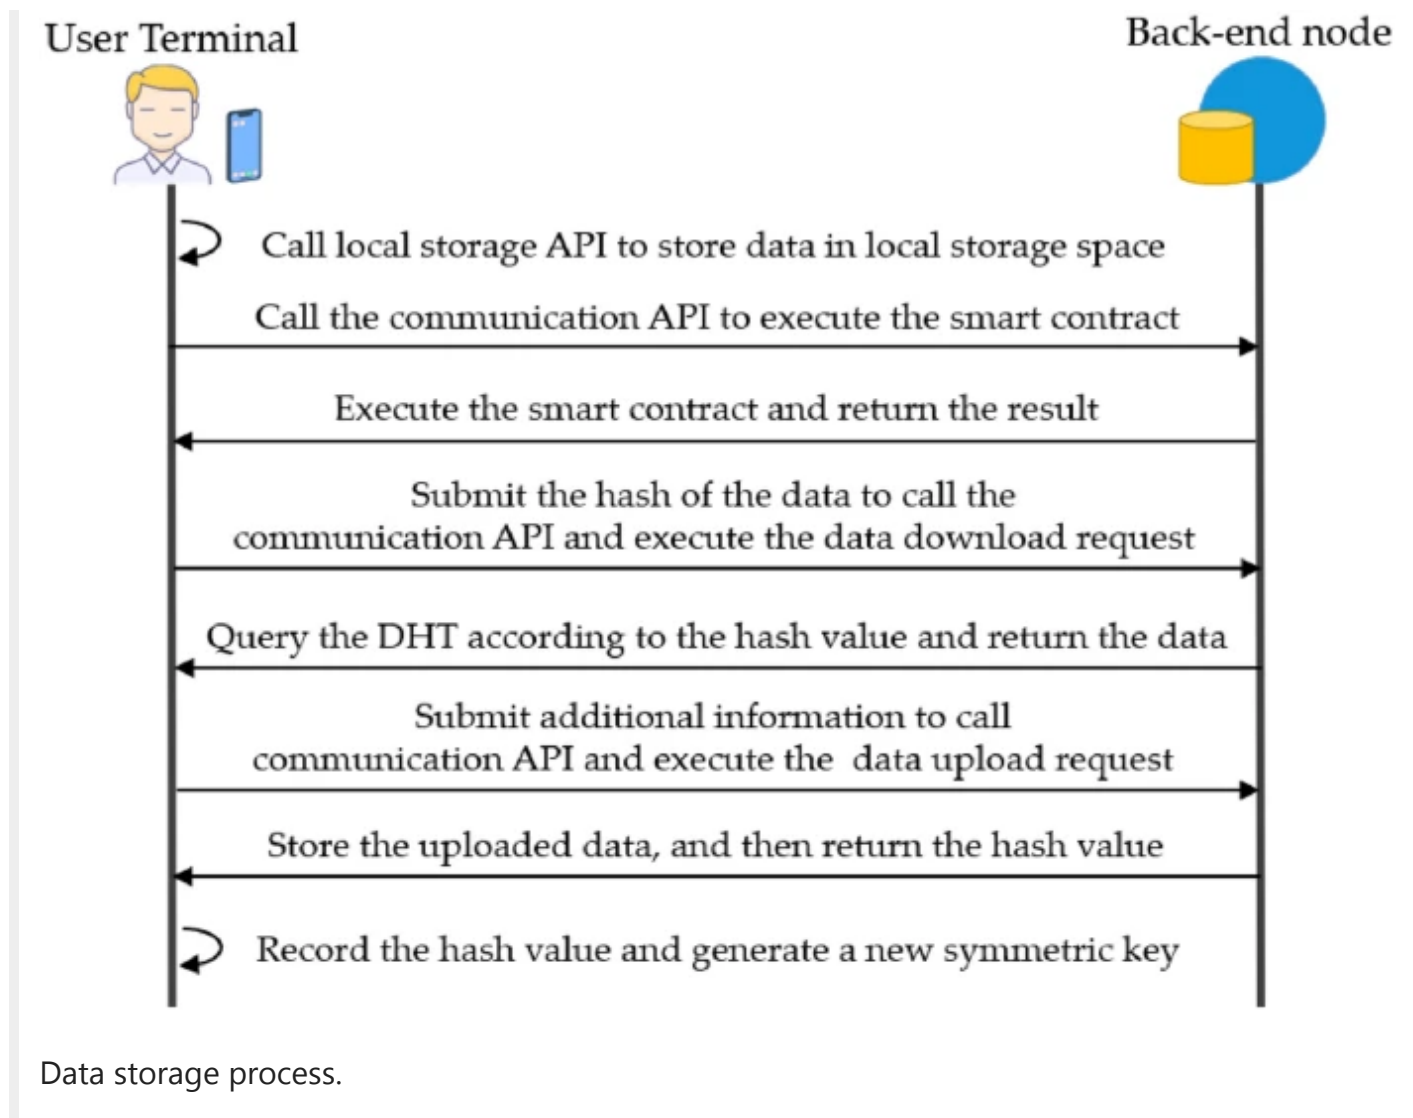 User Terminal
Back-end node
Call local storage API to store data in local storage space
Call the communication API to execute the smart contract
Execute the smart contract and return the result
Submit the hash of the data to call the
communication API and execute the data download request
Query the DHT according to the hash value and return the data
Submit additional information to call
communication API and execute the data upload request
Store the uploaded data, and then return the hash value
Record the hash value and generate a new symmetric key
Data storage process.